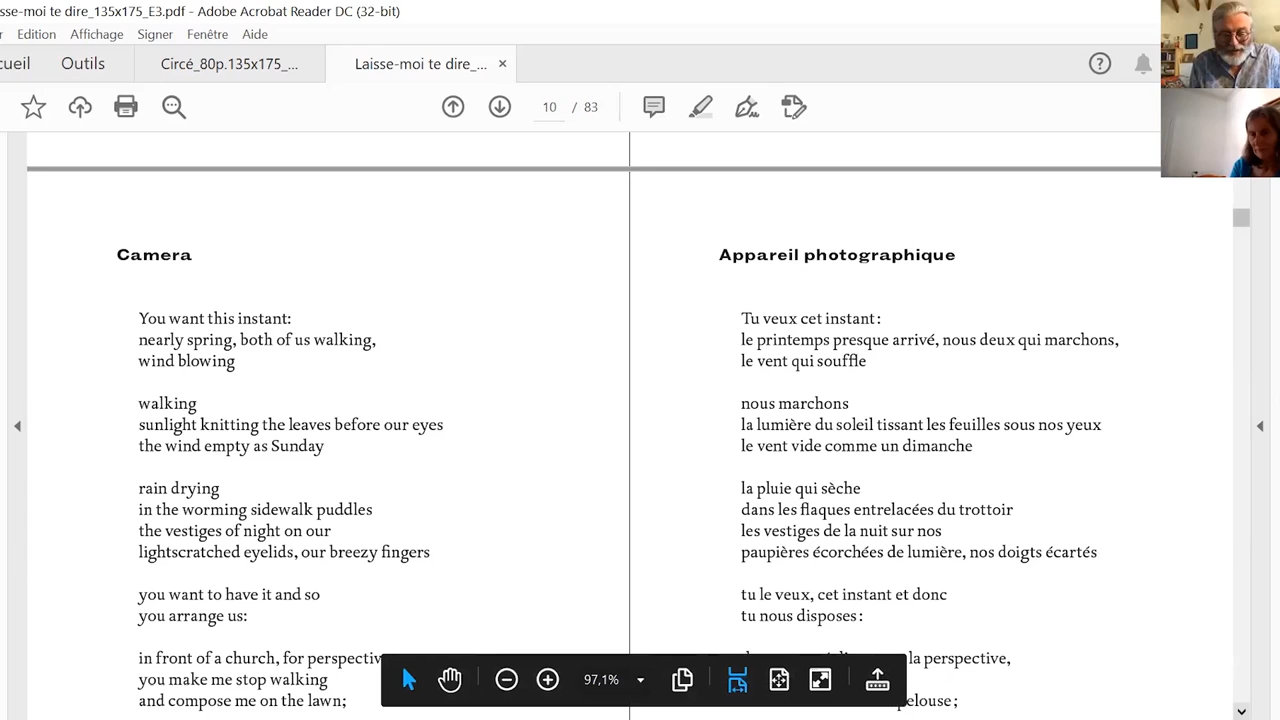 sse-moi te dire_135x175_E3.pdf - Adobe Acrobat Reader DC (32-bit)
r Edition Affichage Signer Fenêtre Aide
cueil Outils Circé_80p.135x175_... Laisse-moi te dire_... ×
10 / 83
Camera
You want this instant:
nearly spring, both of us walking,
wind blowing
walking
sunlight knitting the leaves before our eyes
the wind empty as Sunday
rain drying
in the worming sidewalk puddles
the vestiges of night on our
lightscratched eyelids, our breezy fingers
you want to have it and so
you arrange us:
in front of a church, for perspectiv
you make me stop walking
and compose me on the lawn;
Appareil photographique
Tu veux cet instant :
le printemps presque arrivé, nous deux qui marchons,
le vent qui souffle
nous marchons
la lumière du soleil tissant les feuilles sous nos yeux
le vent vide comme un dimanche
la pluie qui sèche
dans les flaques entrelacées du trottoir
les vestiges de la nuit sur nos
paupières écorchées de lumière, nos doigts écartés
tu le veux, cet instant et donc
tu nous disposes :
la perspective,
pelouse ;
97,1%